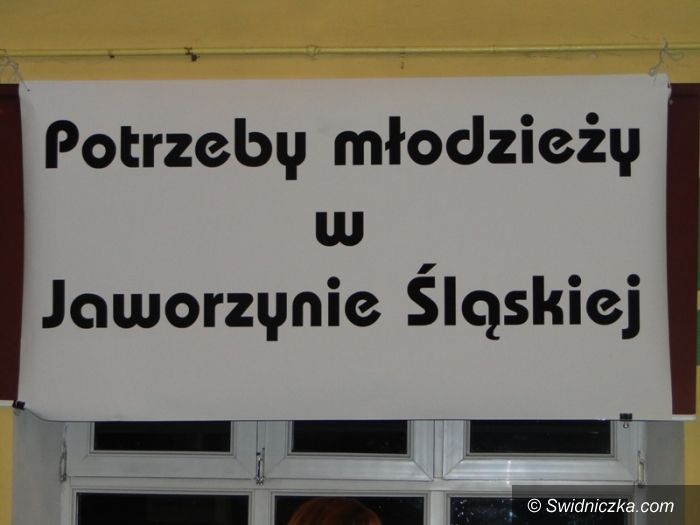 Potrzeby młodzieży
w
Jaworzynie Śląskiej
© Swidniczka.com